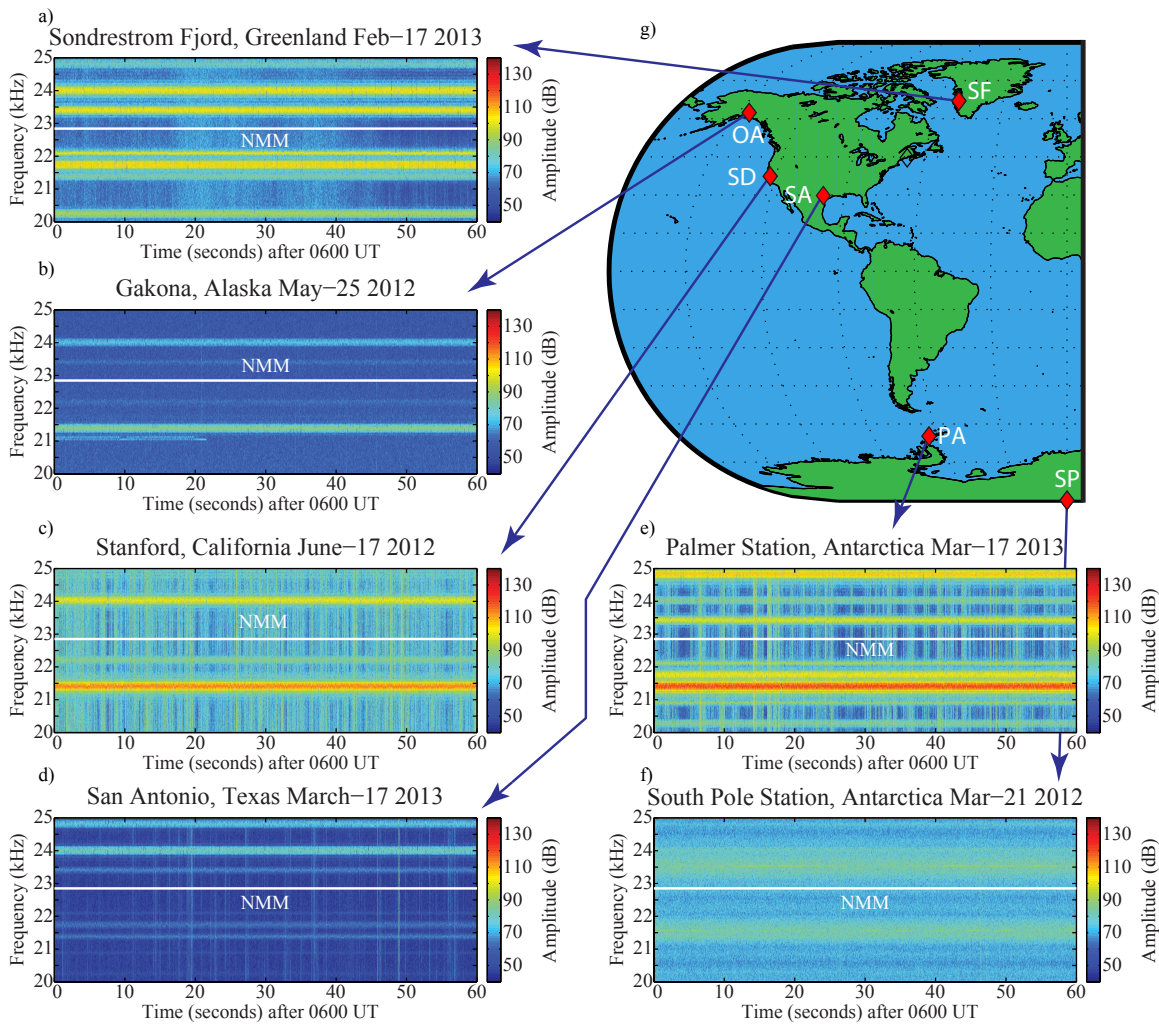 a)
Sondrestrom Fjord, Greenland Feb−17 2013
25
24
23
22
21
20
Frequency (kHz)
NMM
0 10 20 30 40 50 60
Time (seconds) after 0600 UT
130
110
90
70
50
Amplitude (dB)
b)
Gakona, Alaska May−25 2012
25
24
23
22
21
20
Frequency (kHz)
NMM
0 10 20 30 40 50 60
Time (seconds) after 0600 UT
130
110
90
70
50
Amplitude (dB)
c)
Stanford, California June−17 2012
25
24
23
22
21
20
Frequency (kHz)
NMM
0 10 20 30 40 50 60
Time (seconds) after 0600 UT
130
110
90
70
50
Amplitude (dB)
d)
San Antonio, Texas March−17 2013
25
24
23
22
21
20
Frequency (kHz)
NMM
0 10 20 30 40 50 60
Time (seconds) after 0600 UT
130
110
90
70
50
Amplitude (dB)
g)
SF
OA
SD
SA
PA
SP
e)
Palmer Station, Antarctica Mar−17 2013
25
24
23
22
21
20
Frequency (kHz)
NMM
0 10 20 30 40 50 60
Time (seconds) after 0600 UT
130
110
90
70
50
Amplitude (dB)
f)
South Pole Station, Antarctica Mar−21 2012
25
24
23
22
21
20
Frequency (kHz)
NMM
0 10 20 30 40 50 60
Time (seconds) after 0600 UT
130
110
90
70
50
Amplitude (dB)